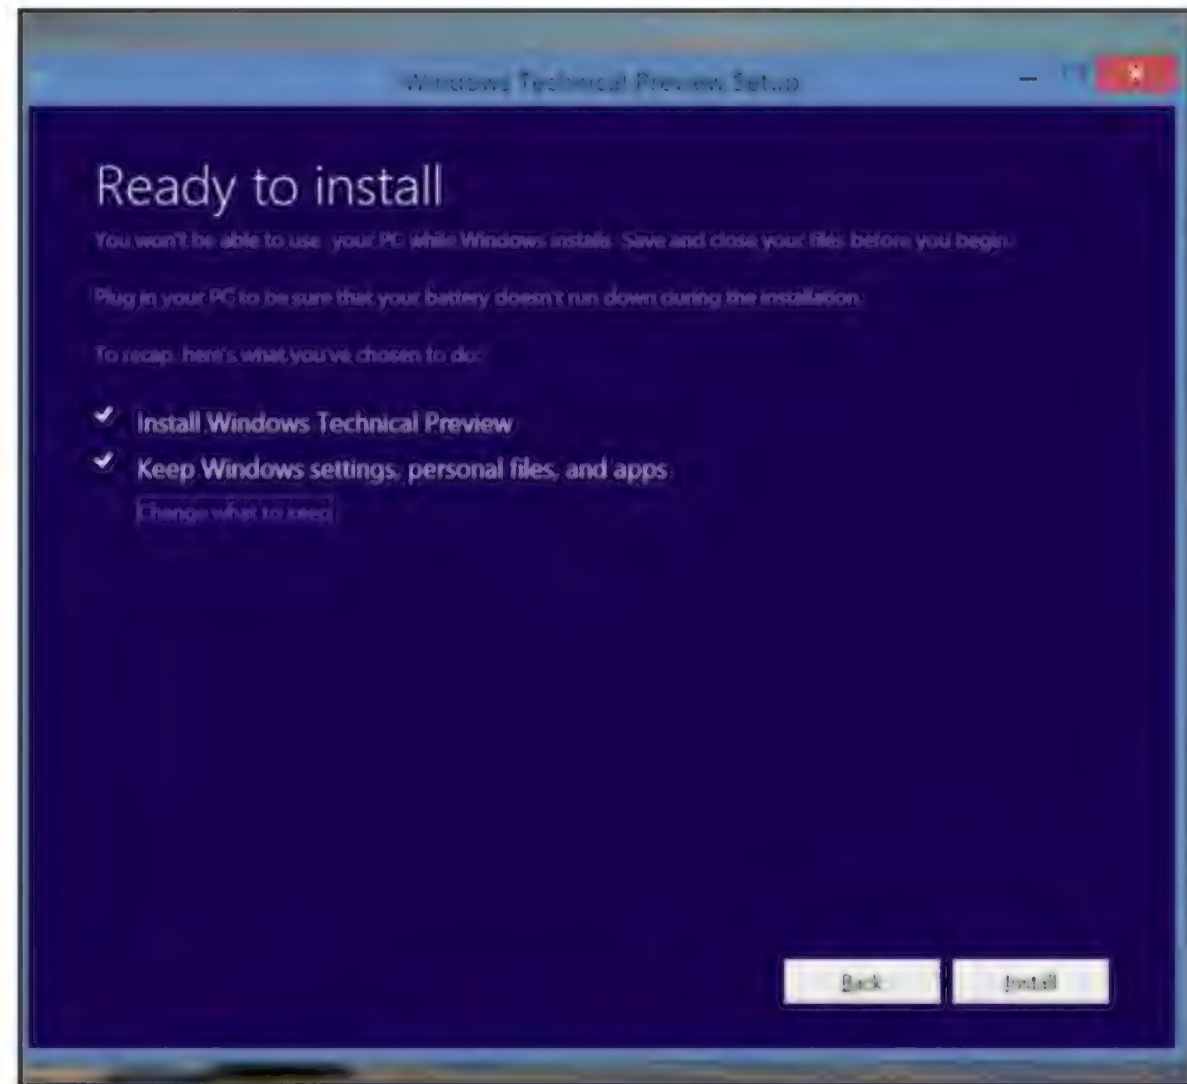 Windows Technical Preview Setup
Ready to install
You won't be able to use your PC while Windows installs. Save and close your files before you begin.
Plug in your PC to be sure that your battery doesn't run down during the installation.
To recap, here's what you've chosen to do:
Install Windows Technical Preview
Keep Windows settings, personal files, and apps
Change what to keep
Back
Install